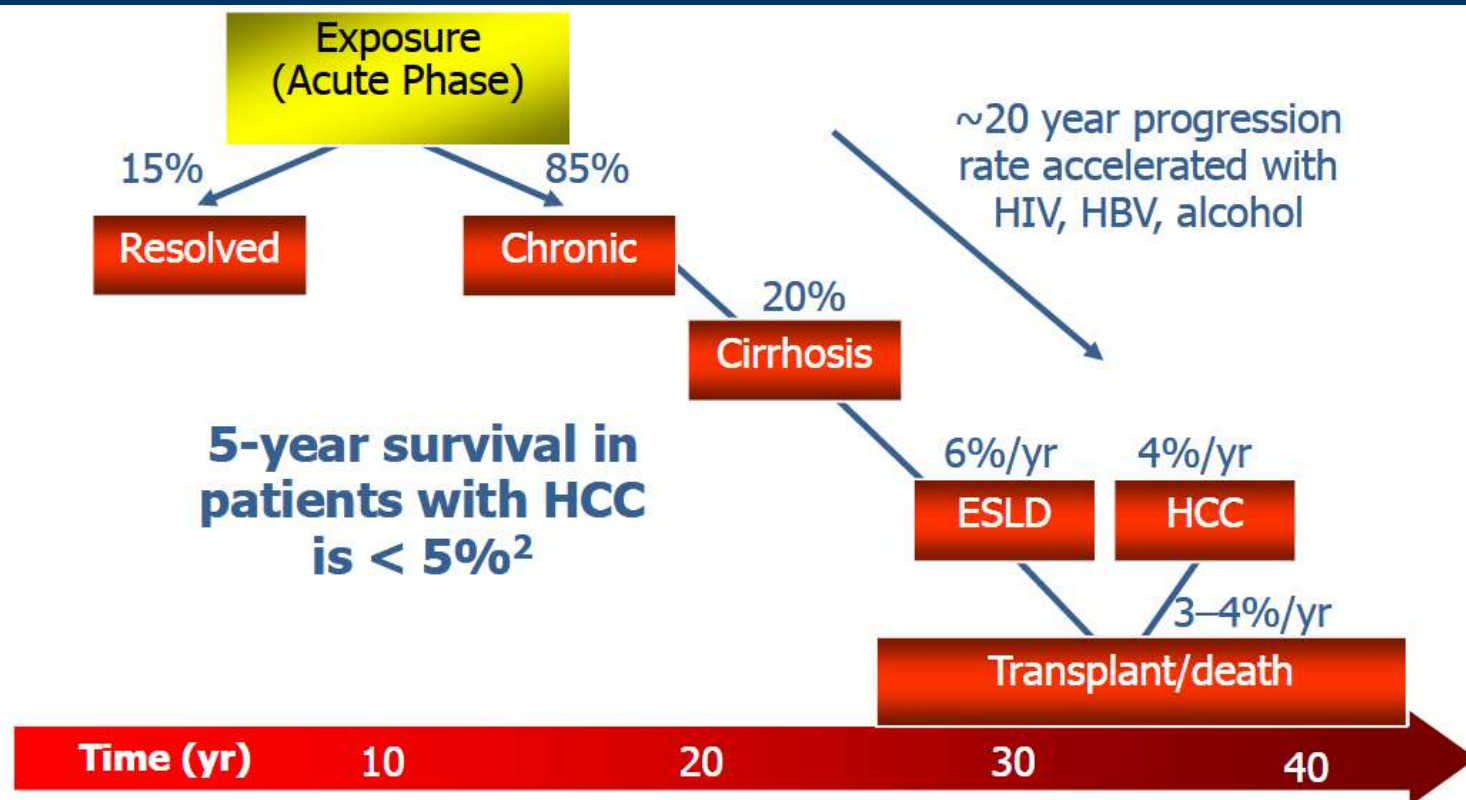 Exposure
(Acute Phase)
15%
85%
~20 year progression
rate accelerated with
HIV, HBV, alcohol
Resolved
Chronic
20%
Cirrhosis
5-year survival in
patients with HCC
is < 5%²
6%/yr
4%/yr
ESLD
HCC
3–4%/yr
Transplant/death
Time (yr) 10 20 30 40